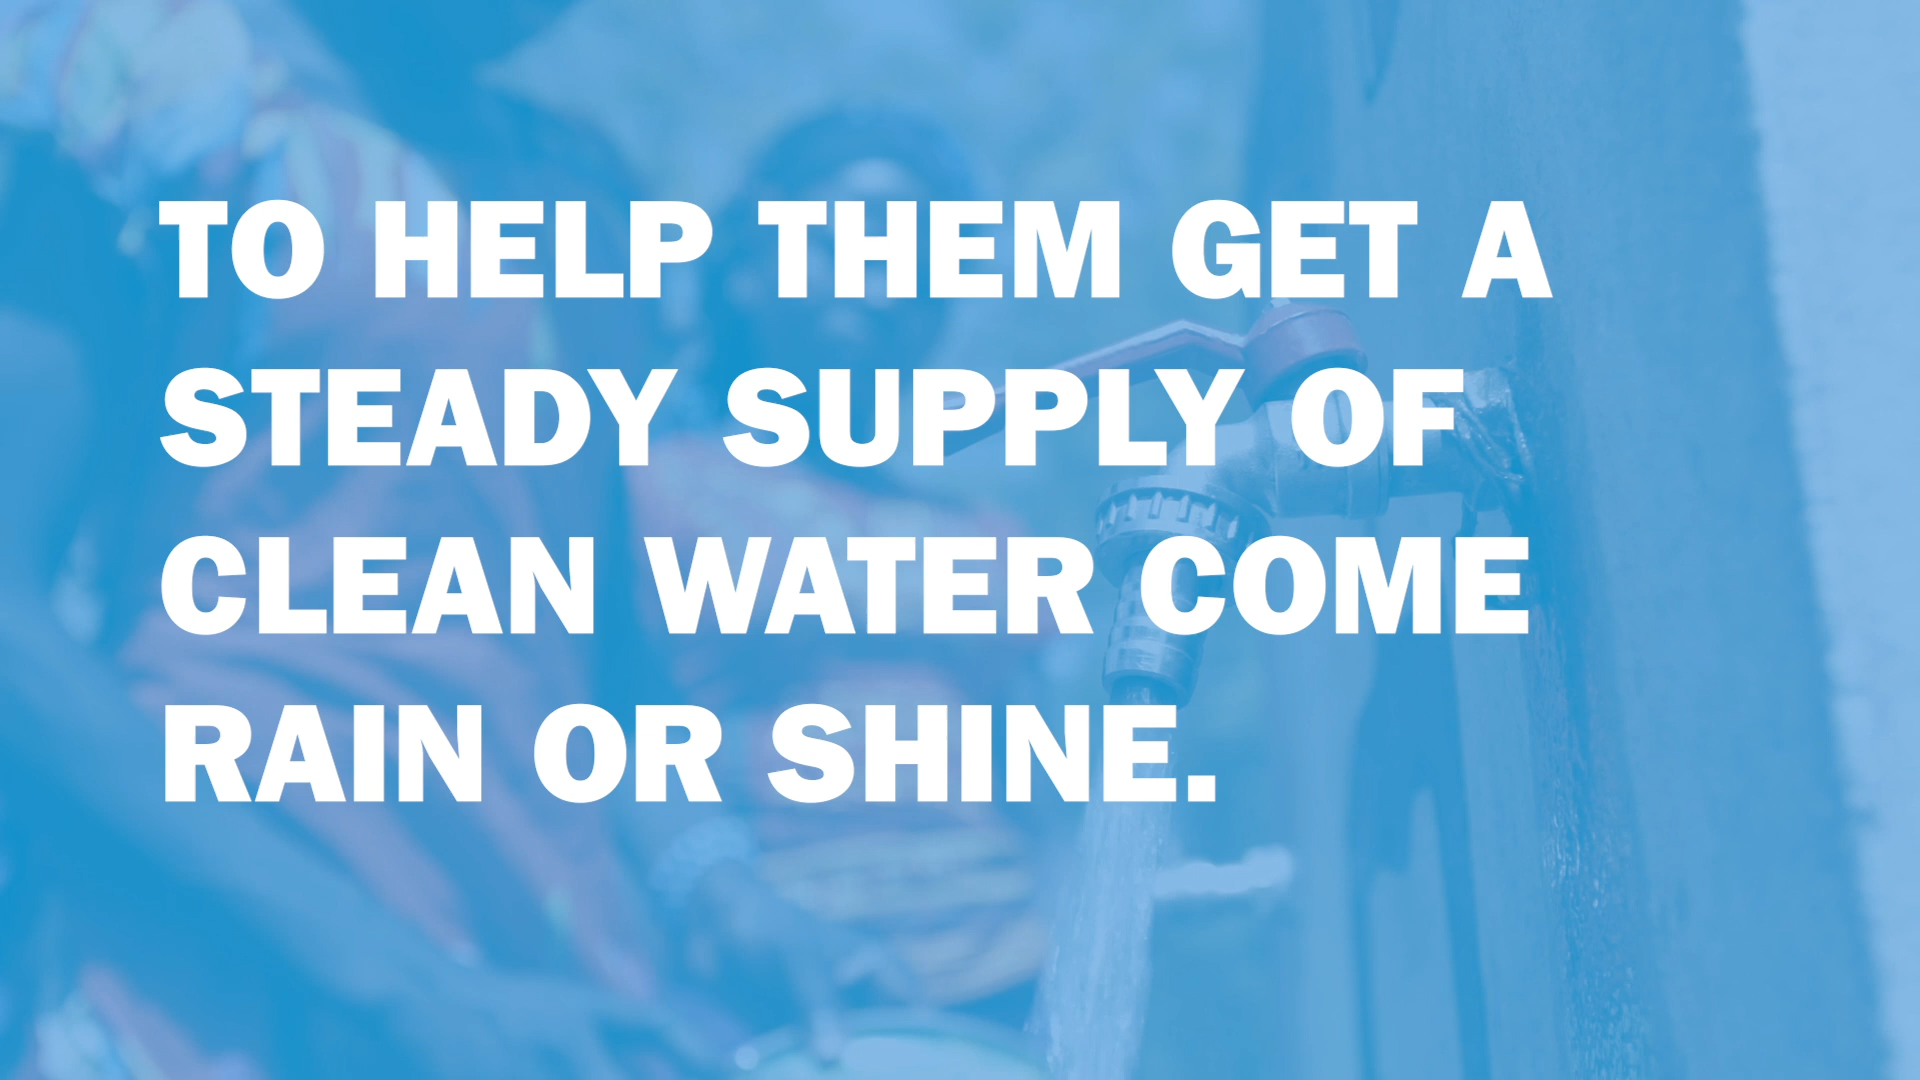 TO HELP THEM GET A
STEADY SUPPLY OF
CLEAN WATER COME
RAIN OR SHINE.